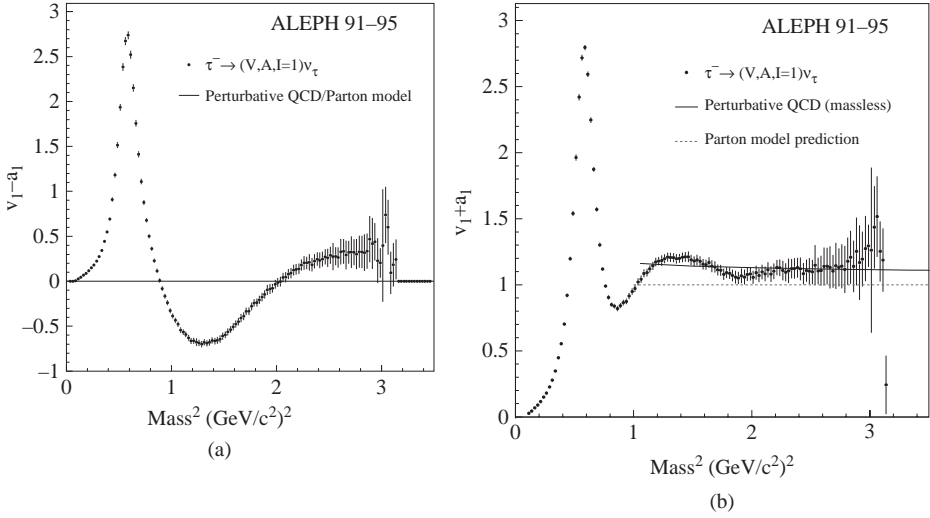 ALEPH 91–95
τ⁻→ (V,A,I=1)ν_τ
Perturbative QCD/Parton model
v₁–a₁
3
2.5
2
1.5
1
0.5
0
−0.5
−1
0 1 2 3
Mass² (GeV/c²)²
(a)
ALEPH 91–95
τ⁻→ (V,A,I=1)ν_τ
Perturbative QCD (massless)
Parton model prediction
v₁+a₁
3
2.5
2
1.5
1
0.5
0
0 1 2 3
Mass² (GeV/c²)²
(b)